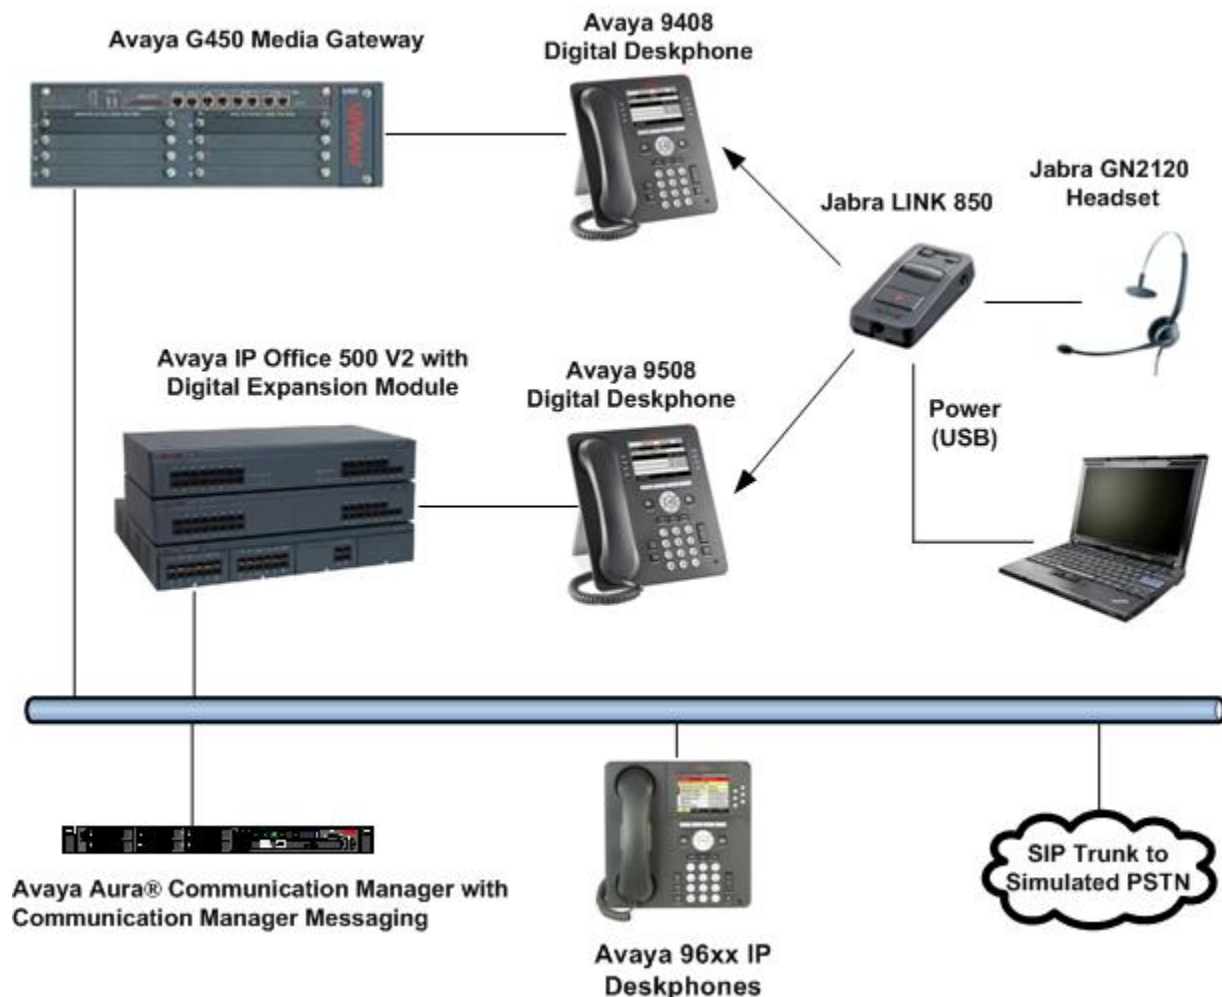 Avaya G450 Media Gateway
Avaya 9408
Digital Deskphone
AVAYA
Jabra LINK 850
Jabra GN2120
Headset
Avaya IP Office 500 V2 with
Digital Expansion Module
Avaya 9508
Digital Deskphone
Power
(USB)
SIP Trunk to
Simulated PSTN
Avaya Aura® Communication Manager with
Communication Manager Messaging
Avaya 96xx IP
Deskphones